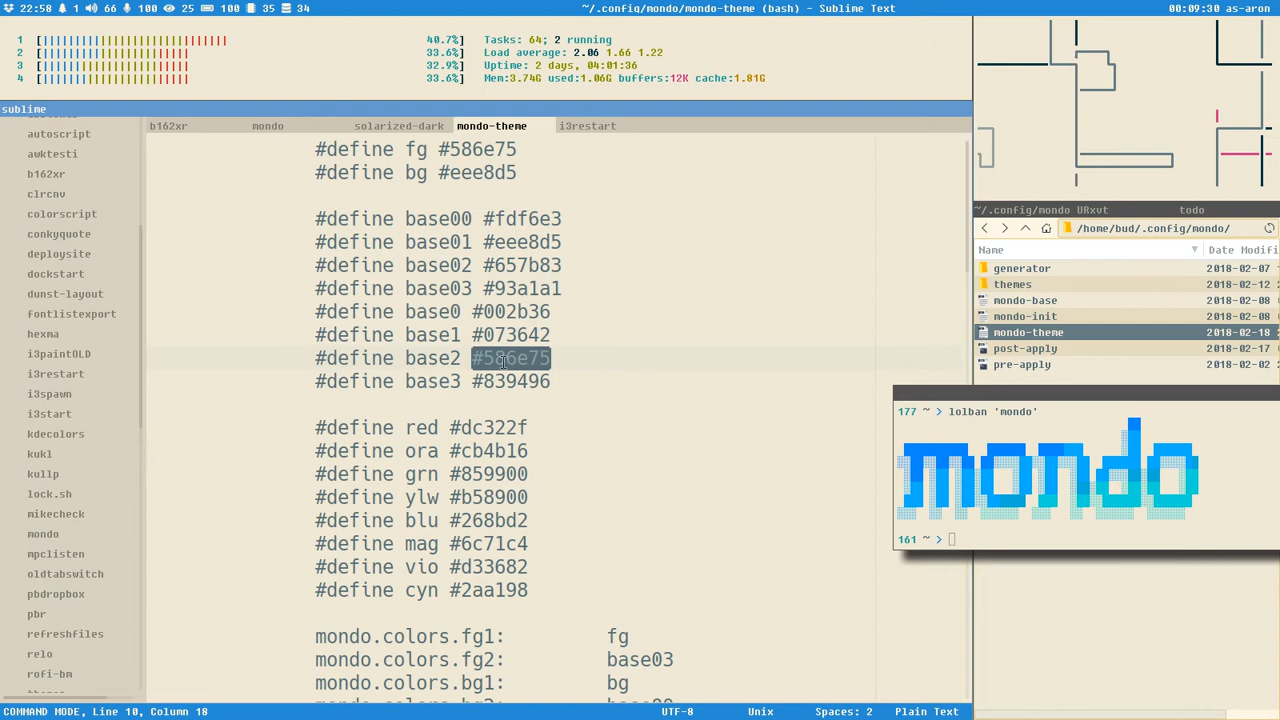 22:58 1 66 100 25 100 35 34
~/.config/mondo/mondo-theme (bash) - Sublime Text
00:09:30 as-aron
1 [|||||||||||||||||||||||||||||||||| 40.7%]
2 [|||||||||||||||||||||||||||| 33.6%]
3 [|||||||||||||||||||||||||||| 32.9%]
4 [|||||||||||||||||||||||||||| 33.6%]
Tasks: 64; 2 running
Load average: 2.06 1.66 1.22
Uptime: 2 days, 04:01:36
Mem:3.74G used:1.06G buffers:12K cache:1.81G
sublime
autoscript
awktesti
b162xr
clrcnv
colorscript
conkyquote
deploysite
dockstart
dunst-layout
fontlistexport
hexma
i3paintOLD
i3restart
i3spawn
i3start
kdecolors
kukl
kullp
lock.sh
mikecheck
mondo
mpclisten
oldtabswitch
pbdropbox
pbr
refreshfiles
relo
rofi-bm
b162xr mondo solarized-dark mondo-theme i3restart
#define fg #586e75
#define bg #eee8d5
#define base00 #fdf6e3
#define base01 #eee8d5
#define base02 #657b83
#define base03 #93a1a1
#define base0 #002b36
#define base1 #073642
#define base2 #586e75
#define base3 #839496
#define red #dc322f
#define ora #cb4b16
#define grn #859900
#define ylw #b58900
#define blu #268bd2
#define mag #6c71c4
#define vio #d33682
#define cyn #2aa198
mondo.colors.fg1: fg
mondo.colors.fg2: base03
mondo.colors.bg1: bg
~/.config/mondo URxvt todo
/home/bud/.config/mondo/
Name Date Modifi
generator 2018-02-07
themes 2018-02-12 2
mondo-base 2018-02-08
mondo-init 2018-02-08
mondo-theme 2018-02-18 2
post-apply 2018-02-18 2
pre-apply 2018-02-18 2
177 ~ > lolban 'mondo'
mondo
161 ~ >
COMMAND MODE, Line 10, Column 18
UTF-8 Unix Spaces: 2 Plain Text